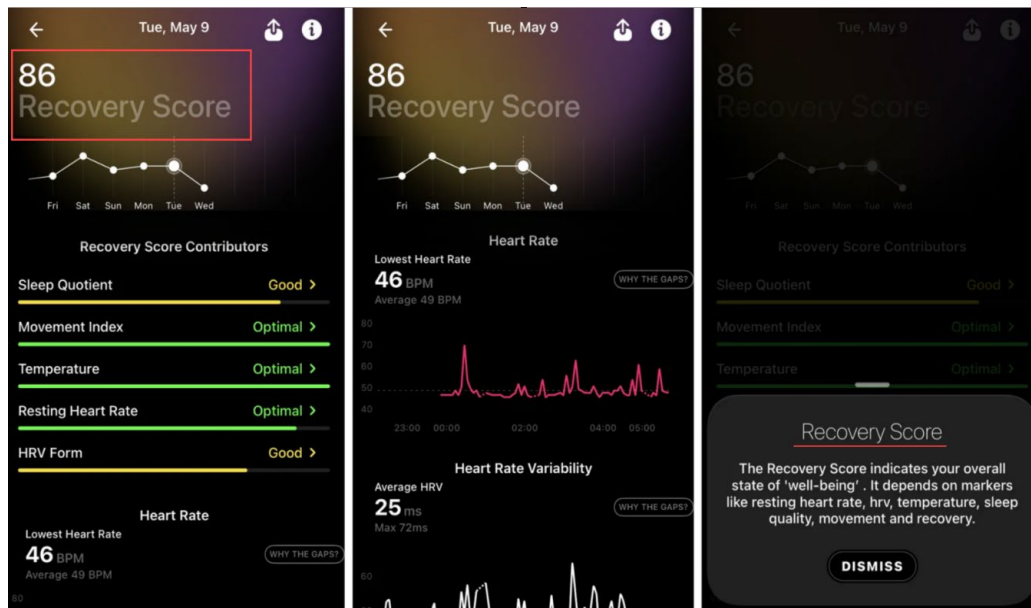 Tue, May 9
86
Recovery Score
Fri Sat Sun Mon Tue Wed
Recovery Score Contributors
Sleep Quotient Good >
Movement Index Optimal >
Temperature Optimal >
Resting Heart Rate Optimal >
HRV Form Good >
Heart Rate
Lowest Heart Rate
46 BPM
WHY THE GAPS?
Average 49 BPM
80
Tue, May 9
86
Recovery Score
Fri Sat Sun Mon Tue Wed
Heart Rate
Lowest Heart Rate
46 BPM
WHY THE GAPS?
Average 49 BPM
80
70
60
50
40
23:00 00:00 02:00 04:00 05:00
Heart Rate Variability
Average HRV
25 ms
WHY THE GAPS?
Max 72ms
60
Tue, May 9
86
Recovery Score
Fri Sat Sun Mon Tue Wed
Recovery Score Contributors
Sleep Quotient Good >
Movement Index Optimal >
Temperature Optimal >
Recovery Score
The Recovery Score indicates your overall
state of 'well-being' . It depends on markers
like resting heart rate, hrv, temperature, sleep
quality, movement and recovery.
DISMISS